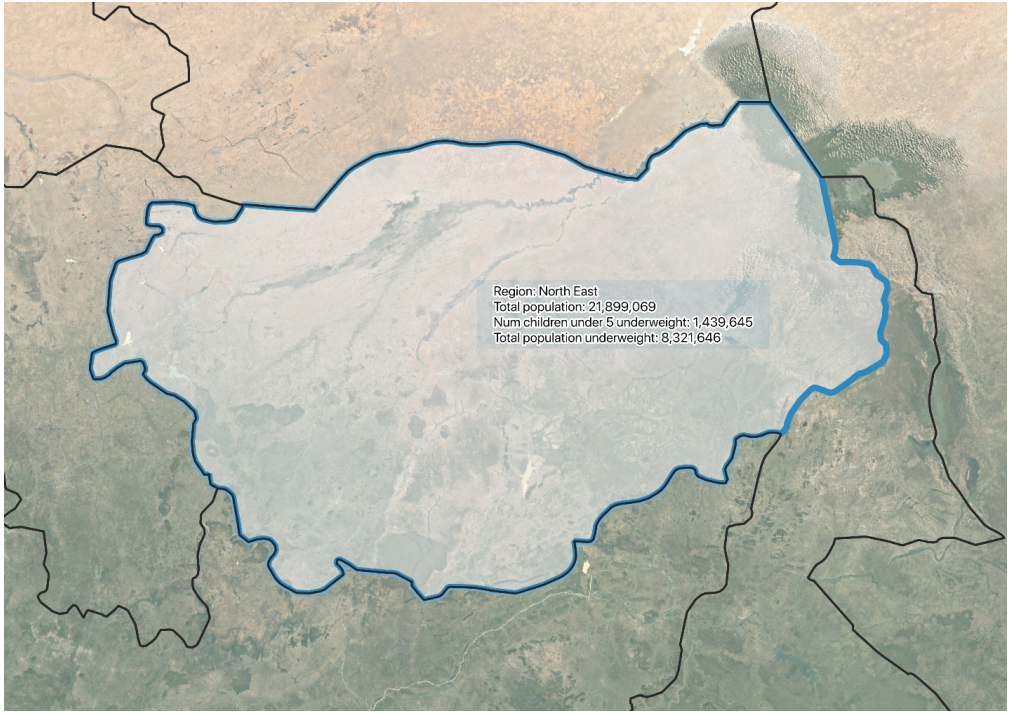 Region: North East
Total population: 21,899,069
Num children under 5 underweight: 1,439,645
Total population underweight: 8,321,646